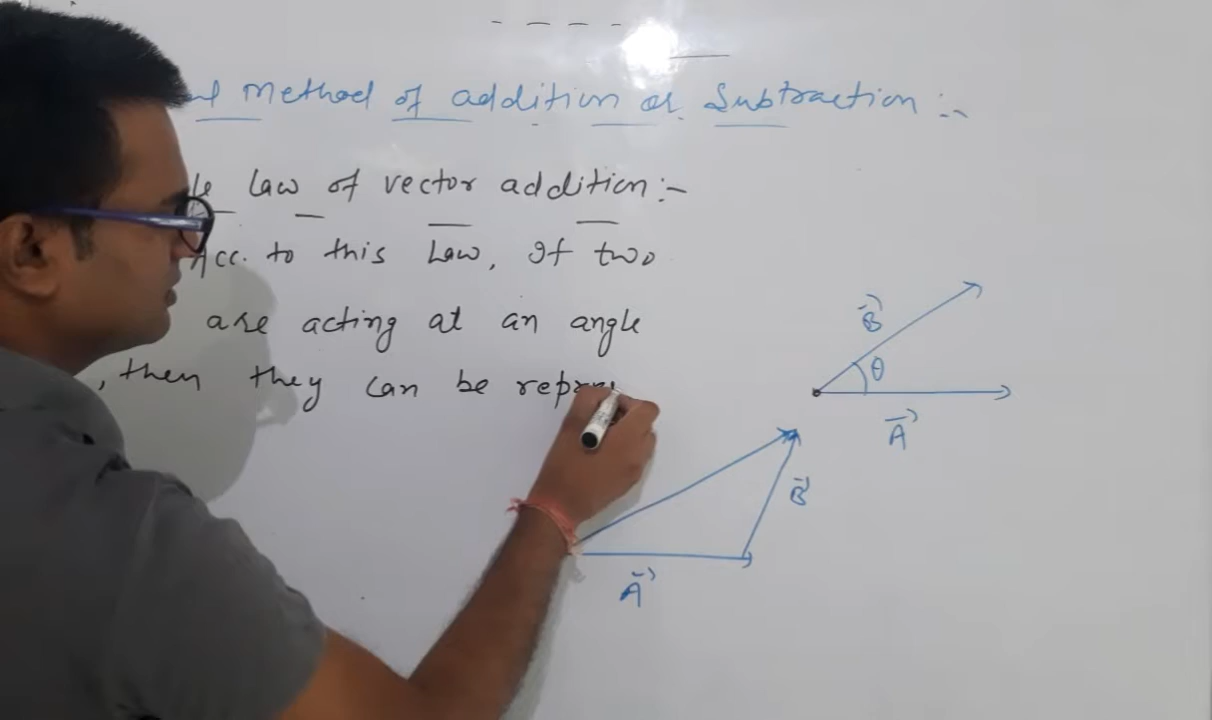 Method of addition or Subtraction :-
Law of vector addition :-
Acc. to this Law, If two
are acting at an angle
, then they can be repre
B
θ
A
B
A